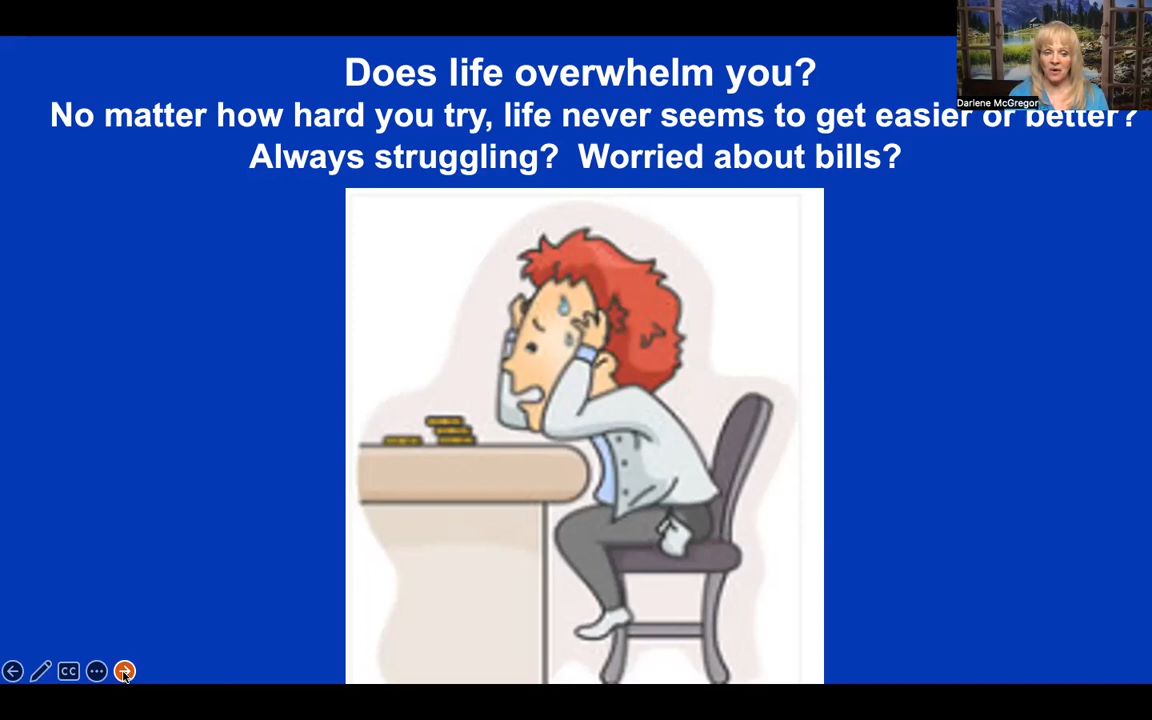 Does life overwhelm you?
No matter how hard you try, life never seems to get easier or better?
Always struggling?  Worried about bills?
Darlene McGregor
CC